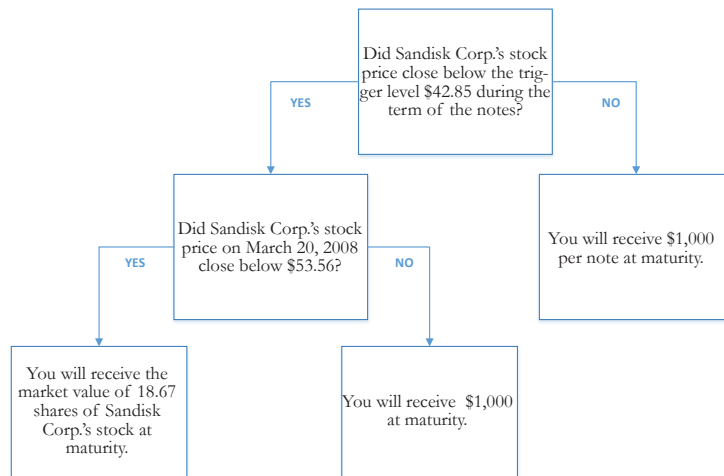 Did Sandisk Corp.'s stock
price close below the trig-
ger level $42.85 during the
term of the notes?
YES
NO
Did Sandisk Corp.'s stock
price on March 20, 2008
close below $53.56?
You will receive $1,000
per note at maturity.
YES
NO
You will receive the
market value of 18.67
shares of Sandisk
Corp.'s stock at
maturity.
You will receive $1,000
at maturity.